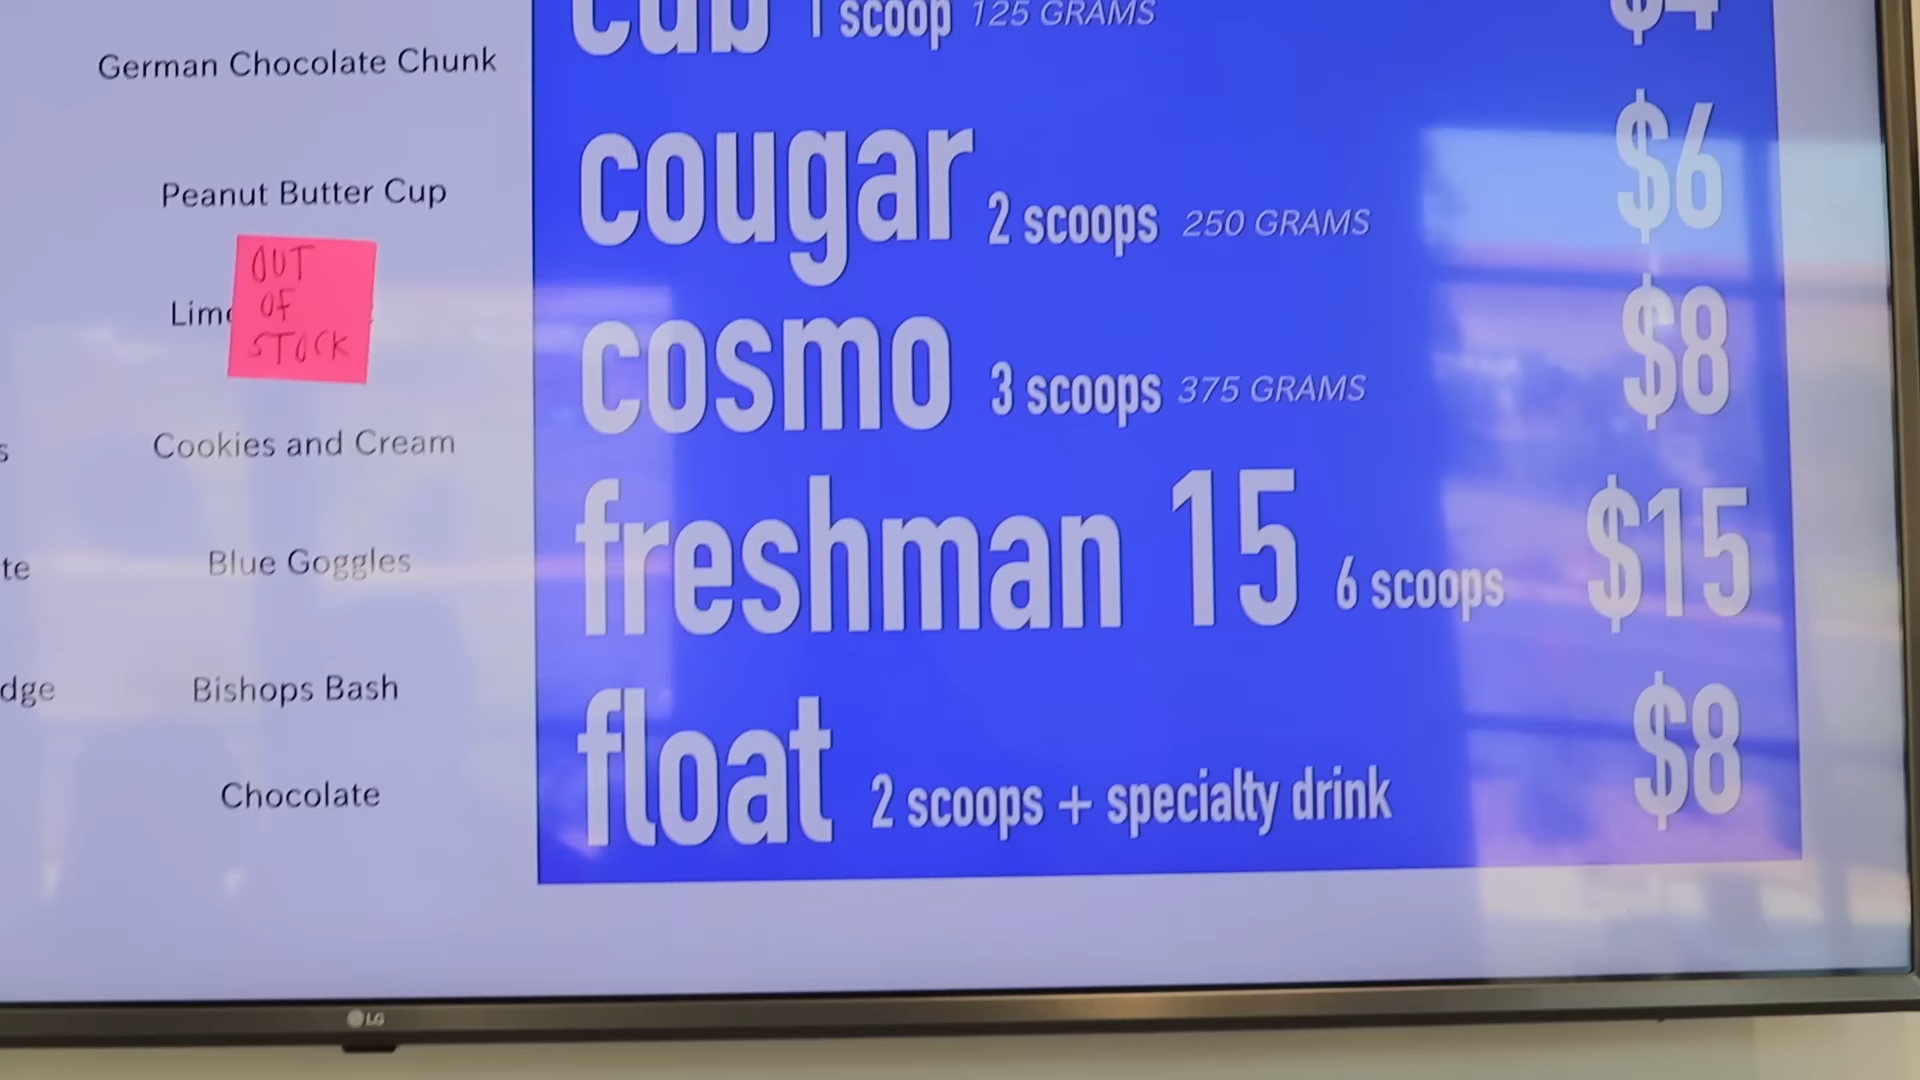 German Chocolate Chunk
Peanut Butter Cup
OUT
OF
STOCK
Cookies and Cream
Blue Goggles
Bishops Bash
Chocolate
cub 1 scoop 125 GRAMS $4
cougar 2 scoops 250 GRAMS $6
cosmo 3 scoops 375 GRAMS $8
freshman 15 6 scoops $15
float 2 scoops + specialty drink $8
LG